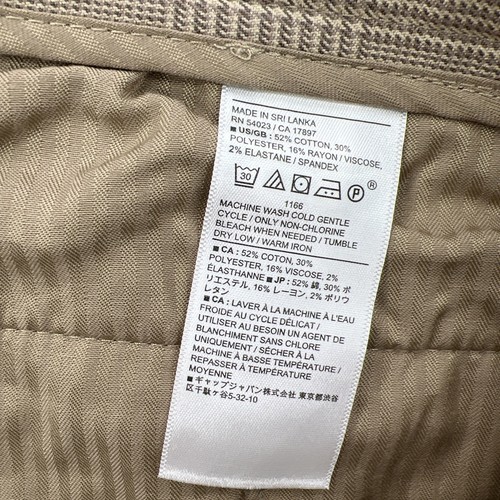 MADE IN SRI LANKA
RN 54023 / CA 17897
■ US/GB : 52% COTTON, 30%
POLYESTER, 16% RAYON / VISCOSE,
2% ELASTANE / SPANDEX
30 P ®
1166
MACHINE WASH COLD GENTLE
CYCLE / ONLY NON-CHLORINE
BLEACH WHEN NEEDED / TUMBLE
DRY LOW / WARM IRON
■ CA : 52% COTTON, 30%
POLYESTER, 16% VISCOSE, 2%
ÉLASTHANNE ■ JP : 52% 綿, 30% ポ
リエステル, 16% レーヨン, 2% ポリウ
レタン
■ CA : LAVER À LA MACHINE À L'EAU
FROIDE AU CYCLE DÉLICAT /
UTILISER AU BESOIN UN AGENT DE
BLANCHIMENT SANS CHLORE
UNIQUEMENT / SÉCHER À LA
MACHINE À BASSE TEMPÉRATURE /
REPASSER À TEMPÉRATURE
MOYENNE
■ ギャップジャパン株式会社 東京都渋谷
区千駄ヶ谷5-32-10